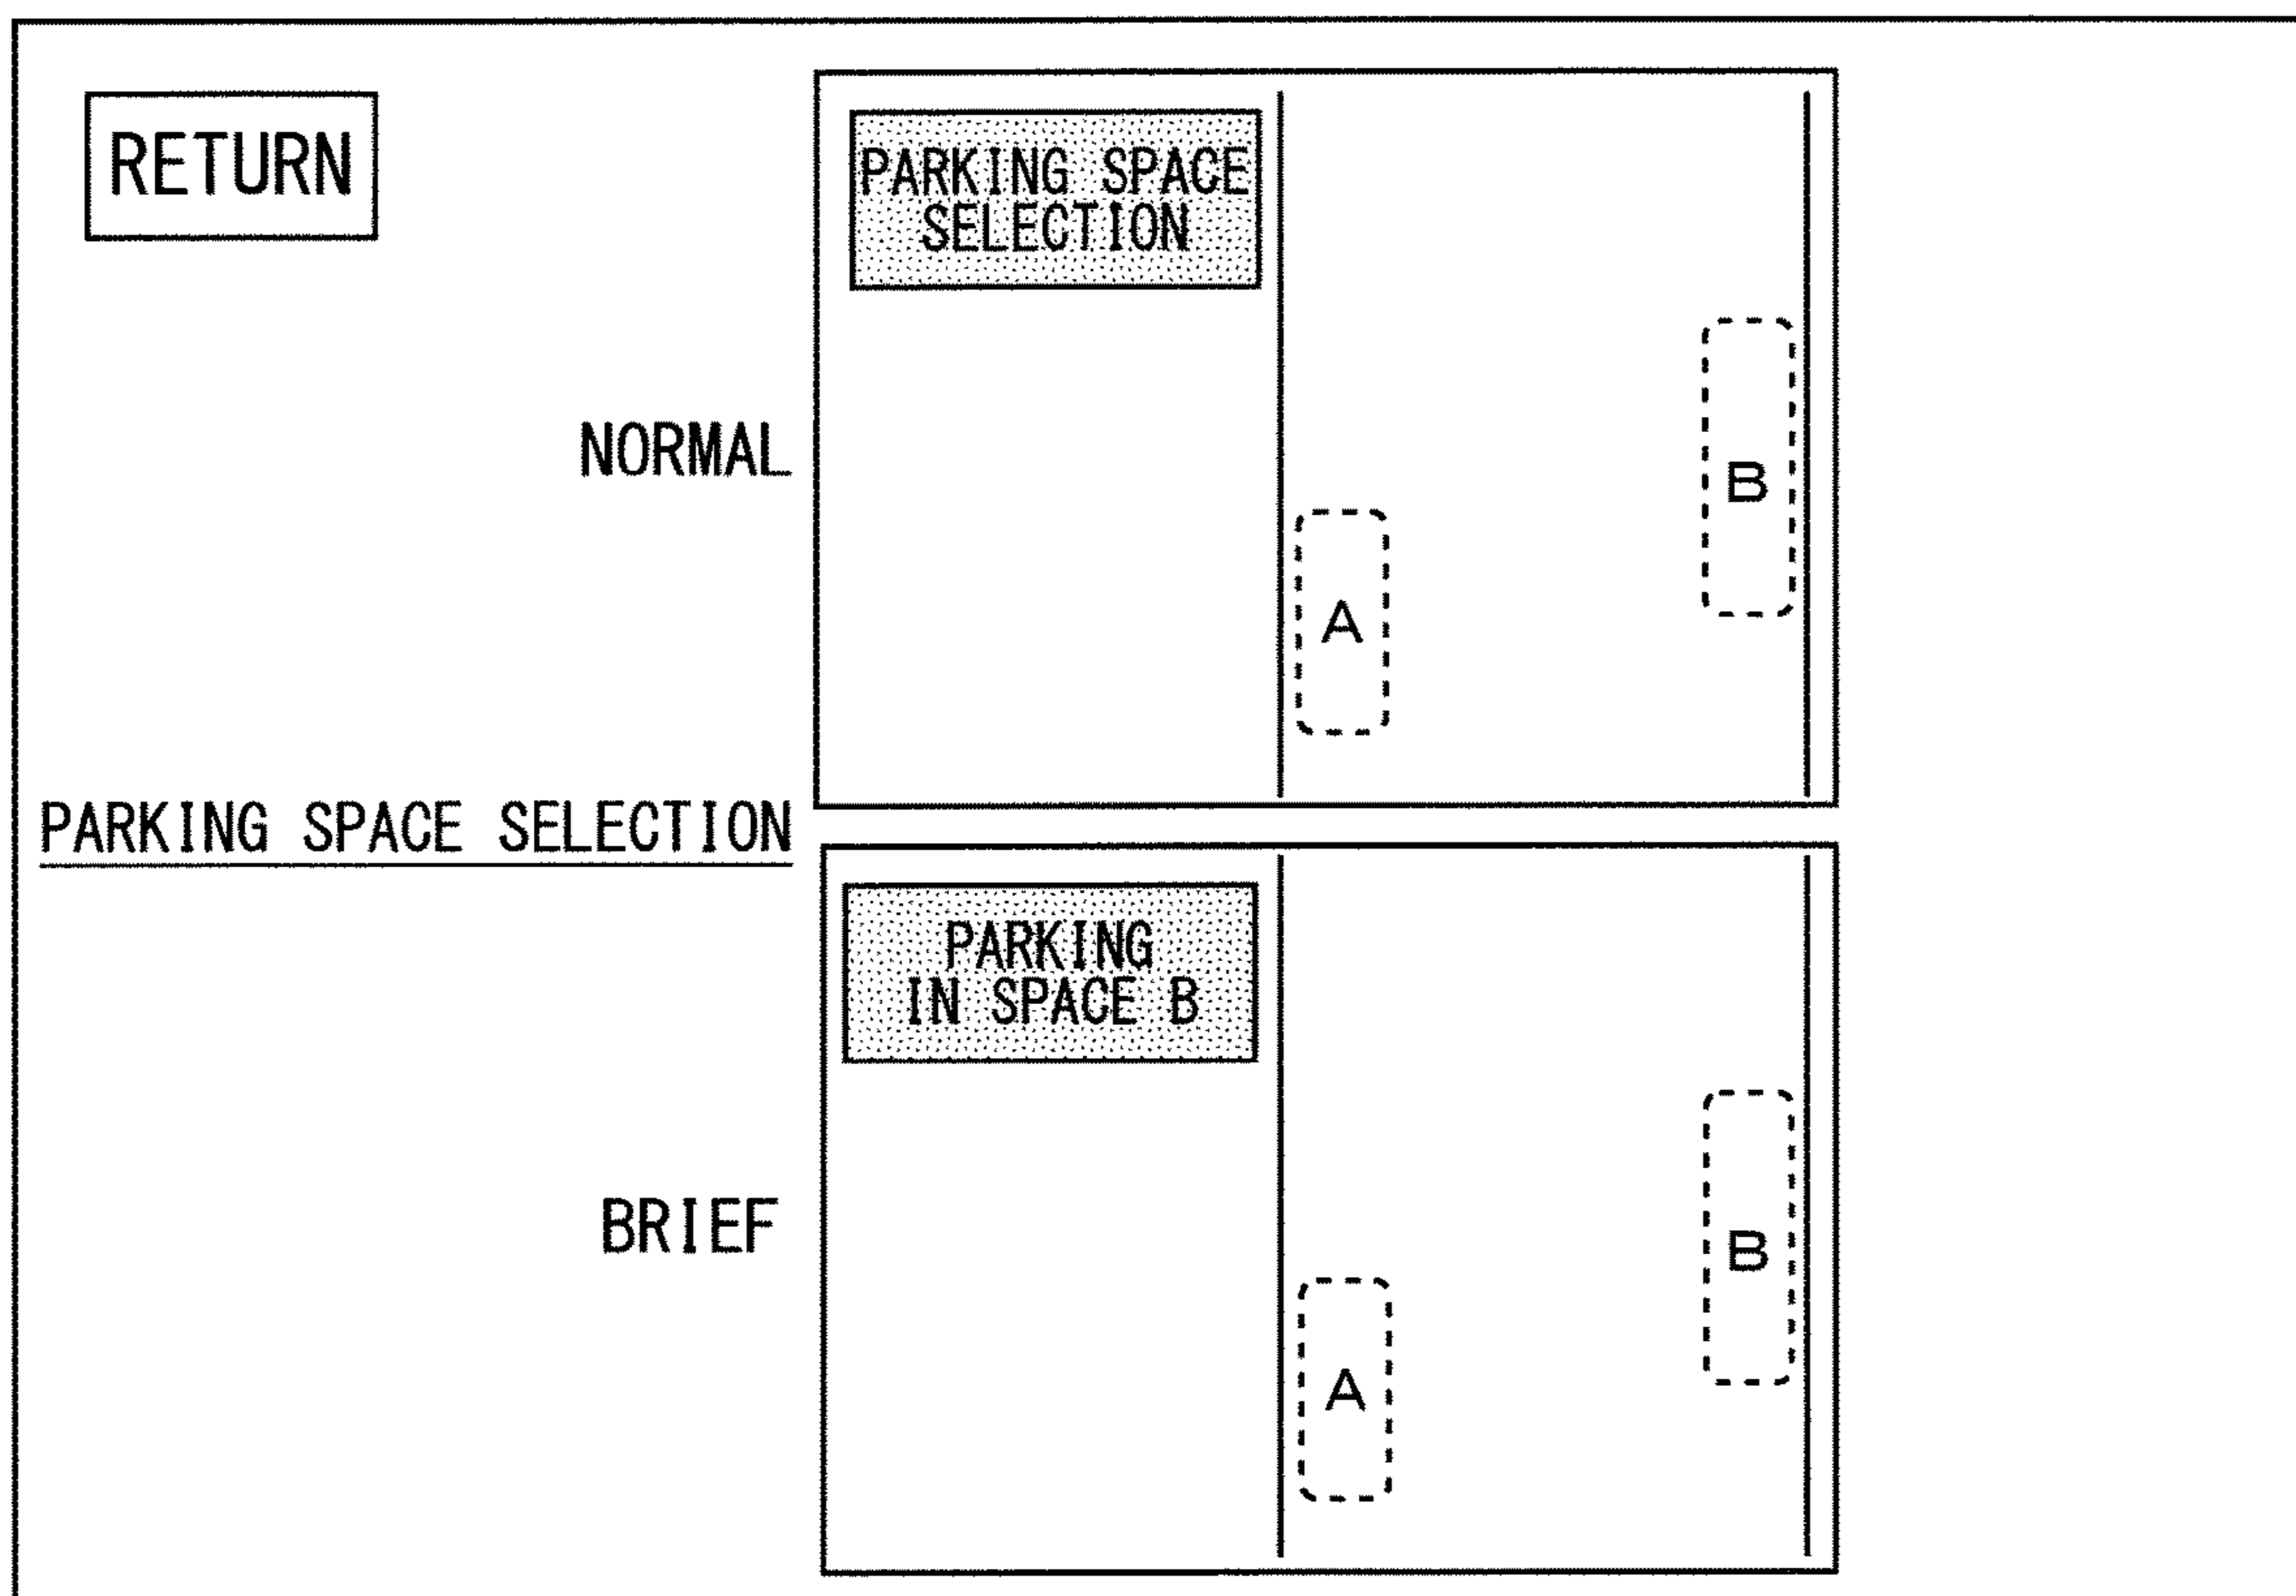 RETURN
PARKING SPACE
SELECTION
NORMAL
B
A
PARKING SPACE SELECTION
PARKING
IN SPACE B
BRIEF
B
A